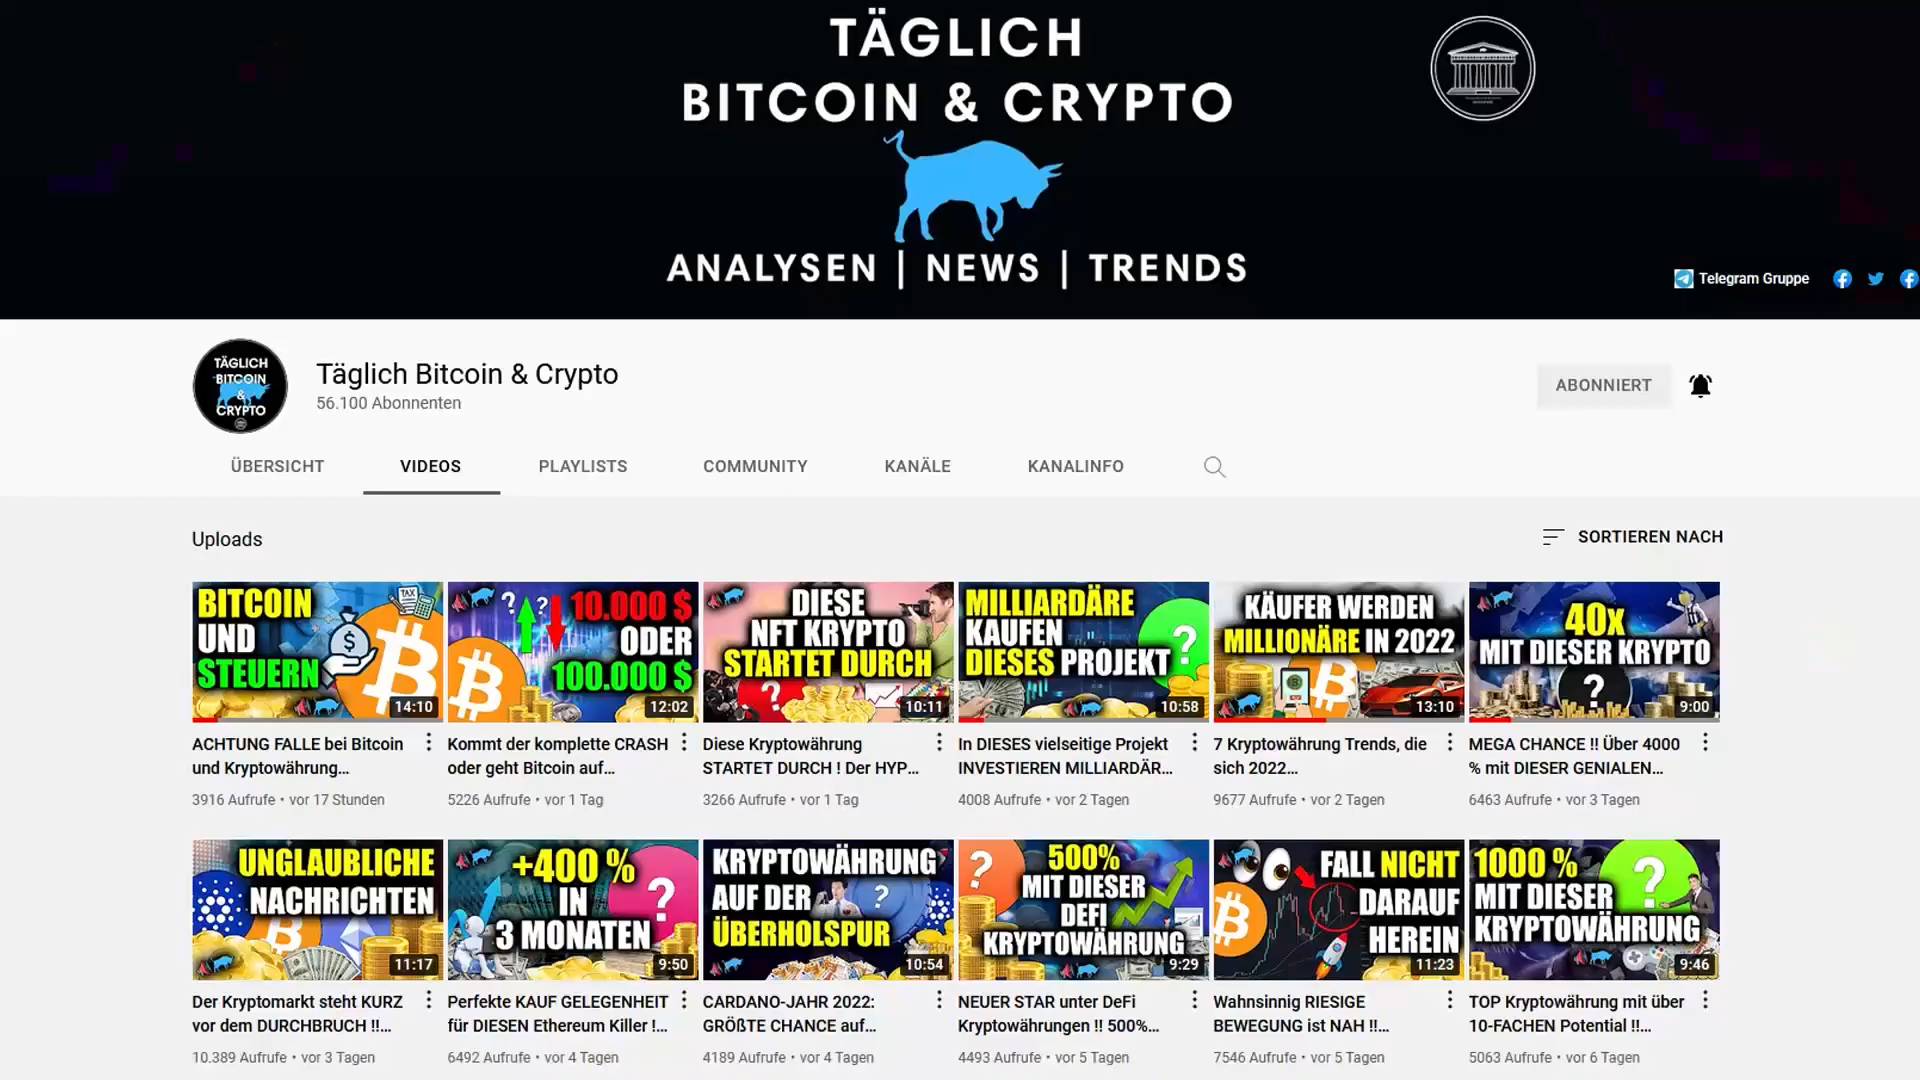 TÄGLICH
BITCOIN & CRYPTO
ANALYSEN | NEWS | TRENDS
Telegram Gruppe
TÄGLICH
BITCOIN
&
CRYPTO
Täglich Bitcoin & Crypto
56.100 Abonnenten
ABONNIERT
ÜBERSICHT
VIDEOS
PLAYLISTS
COMMUNITY
KANÄLE
KANALINFO
Uploads
SORTIEREN NACH
BITCOIN
UND
STEUERN
TAX
14:10
ACHTUNG FALLE bei Bitcoin
und Kryptowährung...
3916 Aufrufe • vor 17 Stunden
10.000 $
ODER
100.000 $
12:02
Kommt der komplette CRASH
oder geht Bitcoin auf...
5226 Aufrufe • vor 1 Tag
DIESE
NFT KRYPTO
STARTET DURCH
10:11
Diese Kryptowährung
STARTET DURCH ! Der HYP...
3266 Aufrufe • vor 1 Tag
MILLIARDÄRE
KAUFEN
DIESES PROJEKT
10:58
In DIESES vielseitige Projekt
INVESTIEREN MILLIARDÄR...
4008 Aufrufe • vor 2 Tagen
KÄUFER WERDEN
MILLIONÄRE IN 2022
13:10
7 Kryptowährung Trends, die
sich 2022...
9677 Aufrufe • vor 2 Tagen
40x
MIT DIESER KRYPTO
9:00
MEGA CHANCE !! Über 4000
% mit DIESER GENIALEN...
6463 Aufrufe • vor 3 Tagen
UNGLAUBLICHE
NACHRICHTEN
11:17
Der Kryptomarkt steht KURZ
vor dem DURCHBRUCH !!...
10.389 Aufrufe • vor 3 Tagen
+400 %
IN
3 MONATEN
9:50
Perfekte KAUF GELEGENHEIT
für DIESEN Ethereum Killer !...
6492 Aufrufe • vor 4 Tagen
KRYPTOWÄHRUNG
AUF DER
ÜBERHOLSPUR
10:54
CARDANO-JAHR 2022:
GRÖẞTE CHANCE auf...
4189 Aufrufe • vor 4 Tagen
500%
MIT DIESER
DEFI
KRYPTOWÄHRUNG
9:29
NEUER STAR unter DeFi
Kryptowährungen !! 500%...
4493 Aufrufe • vor 5 Tagen
FALL NICHT
DARAUF
HEREIN
11:23
Wahnsinnig RIESIGE
BEWEGUNG ist NAH !!...
7546 Aufrufe • vor 5 Tagen
1000 %
MIT DIESER
KRYPTOWÄHRUNG
9:46
TOP Kryptowährung mit über
10-FACHEN Potential !!...
5063 Aufrufe • vor 6 Tagen